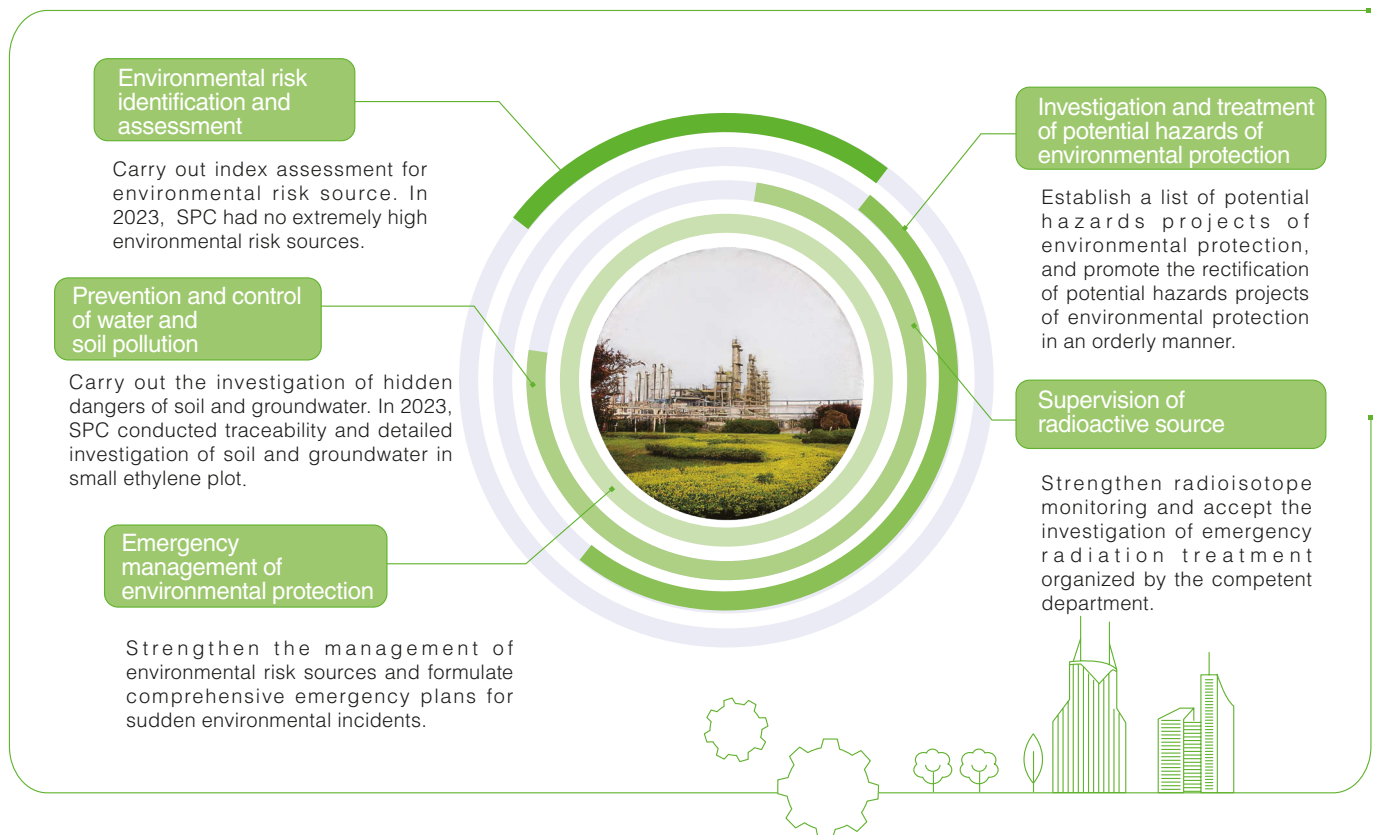 Environmental risk
identification and
assessment
Carry out index assessment for
environmental risk source. In
2023, SPC had no extremely high
environmental risk sources.
Prevention and control
of water and
soil pollution
Carry out the investigation of hidden
dangers of soil and groundwater. In 2023,
SPC conducted traceability and detailed
investigation of soil and groundwater in
small ethylene plot.
Emergency
management of
environmental protection
Strengthen the management of
environmental risk sources and formulate
comprehensive emergency plans for
sudden environmental incidents.
Investigation and treatment
of potential hazards of
environmental protection
Establish a list of potential
hazards projects of
environmental protection,
and promote the rectification
of potential hazards projects
of environmental protection
in an orderly manner.
Supervision of
radioactive source
Strengthen radioisotope
monitoring and accept the
investigation of emergency
radiation treatment
organized by the competent
department.